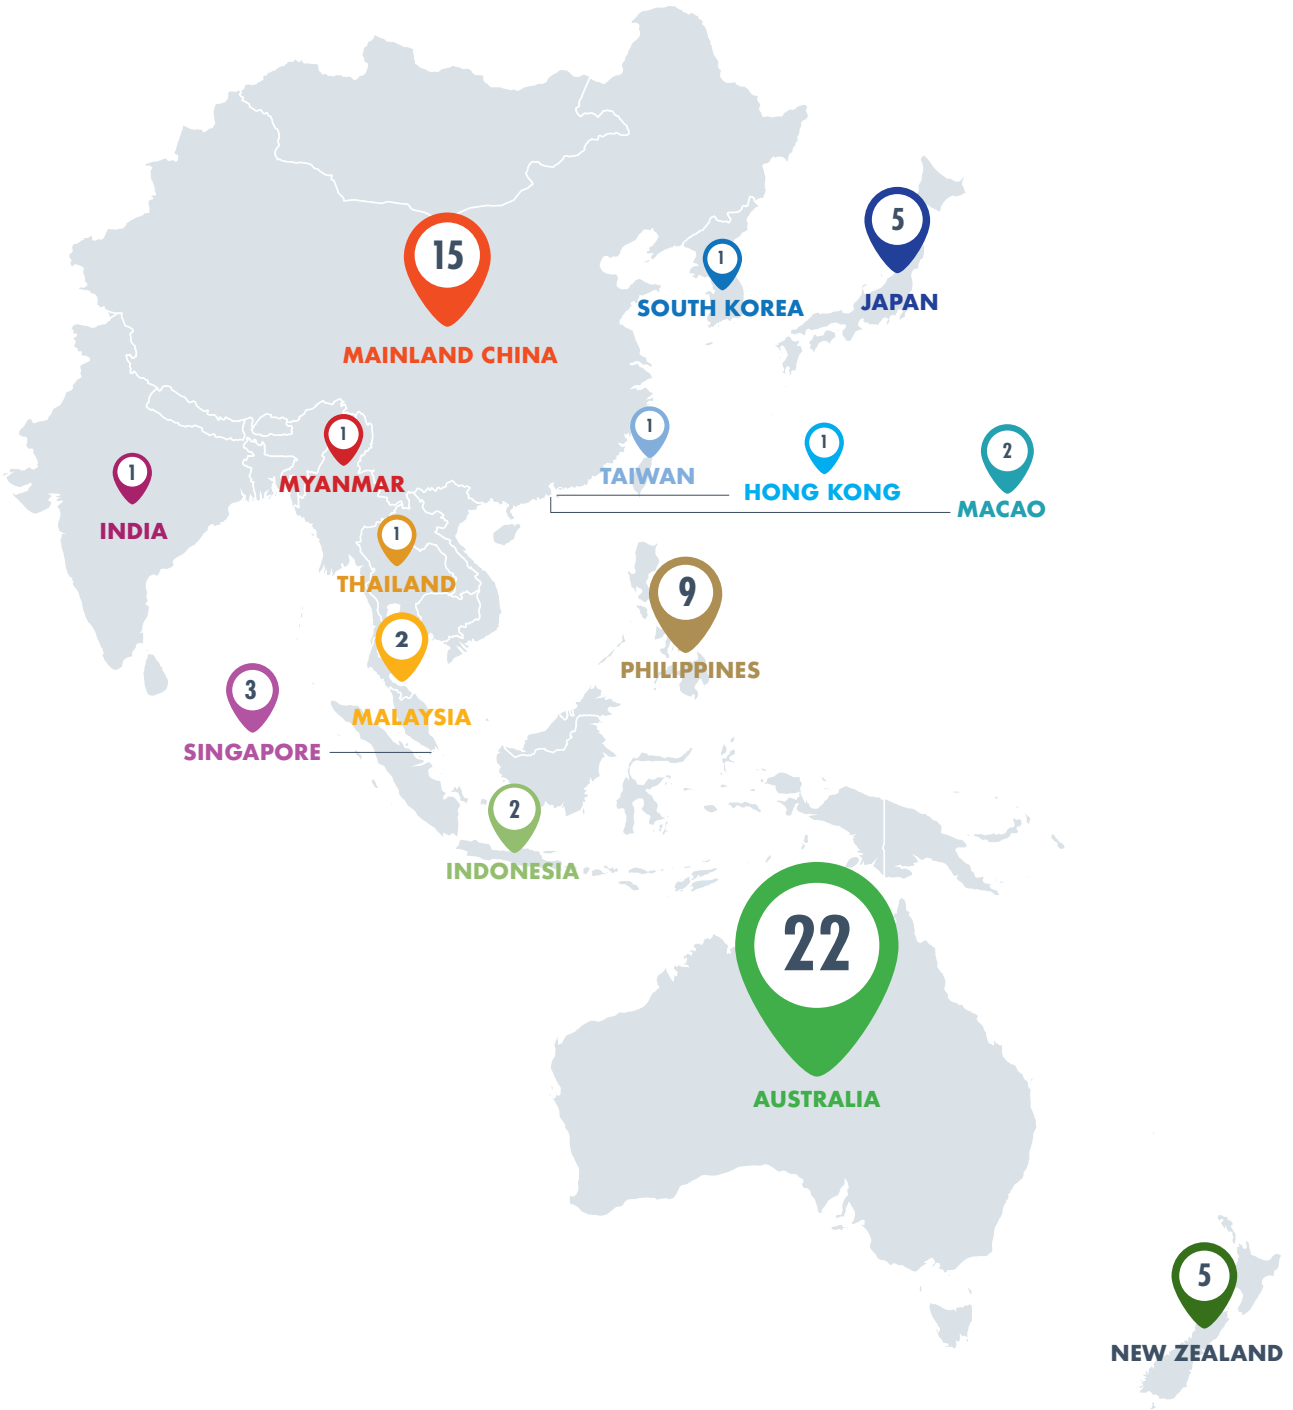 5
JAPAN
15
MAINLAND CHINA
1
SOUTH KOREA
1
MYANMAR
1
TAIWAN
1
HONG KONG
2
MACAO
1
INDIA
1
THAILAND
9
PHILIPPINES
2
MALAYSIA
3
SINGAPORE
2
INDONESIA
22
AUSTRALIA
5
NEW ZEALAND